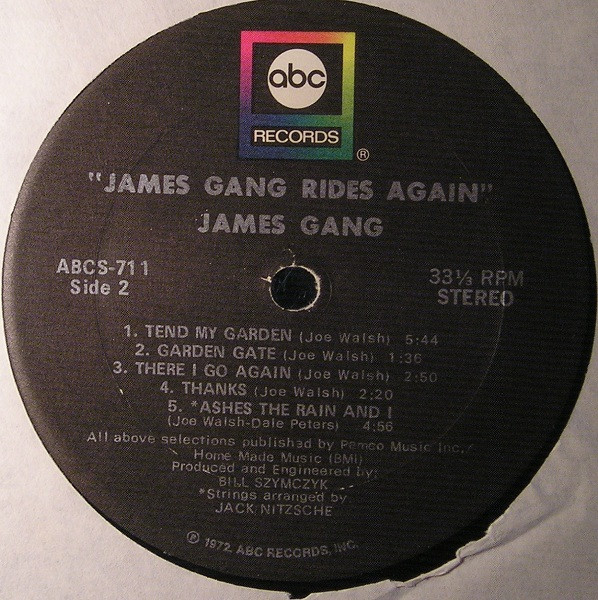 abc
RECORDS
®
"JAMES GANG RIDES AGAIN"
JAMES GANG
ABCS-711
Side 2
33⅓ RPM
STEREO
1. TEND MY GARDEN (Joe Walsh) 5:44
2. GARDEN GATE (Joe Walsh) 1:36
3. THERE I GO AGAIN (Joe Walsh) 2:50
4. THANKS (Joe Walsh) 2:20
5. *ASHES THE RAIN AND I
(Joe Walsh-Dale Peters) 4:56
All above selections published by Pamco Music Inc./
Home Made Music (BMI)
Produced and Engineered by:
BILL SZYMCZYK
*Strings arranged by
JACK NITZSCHE
℗ 1972, ABC RECORDS, INC.